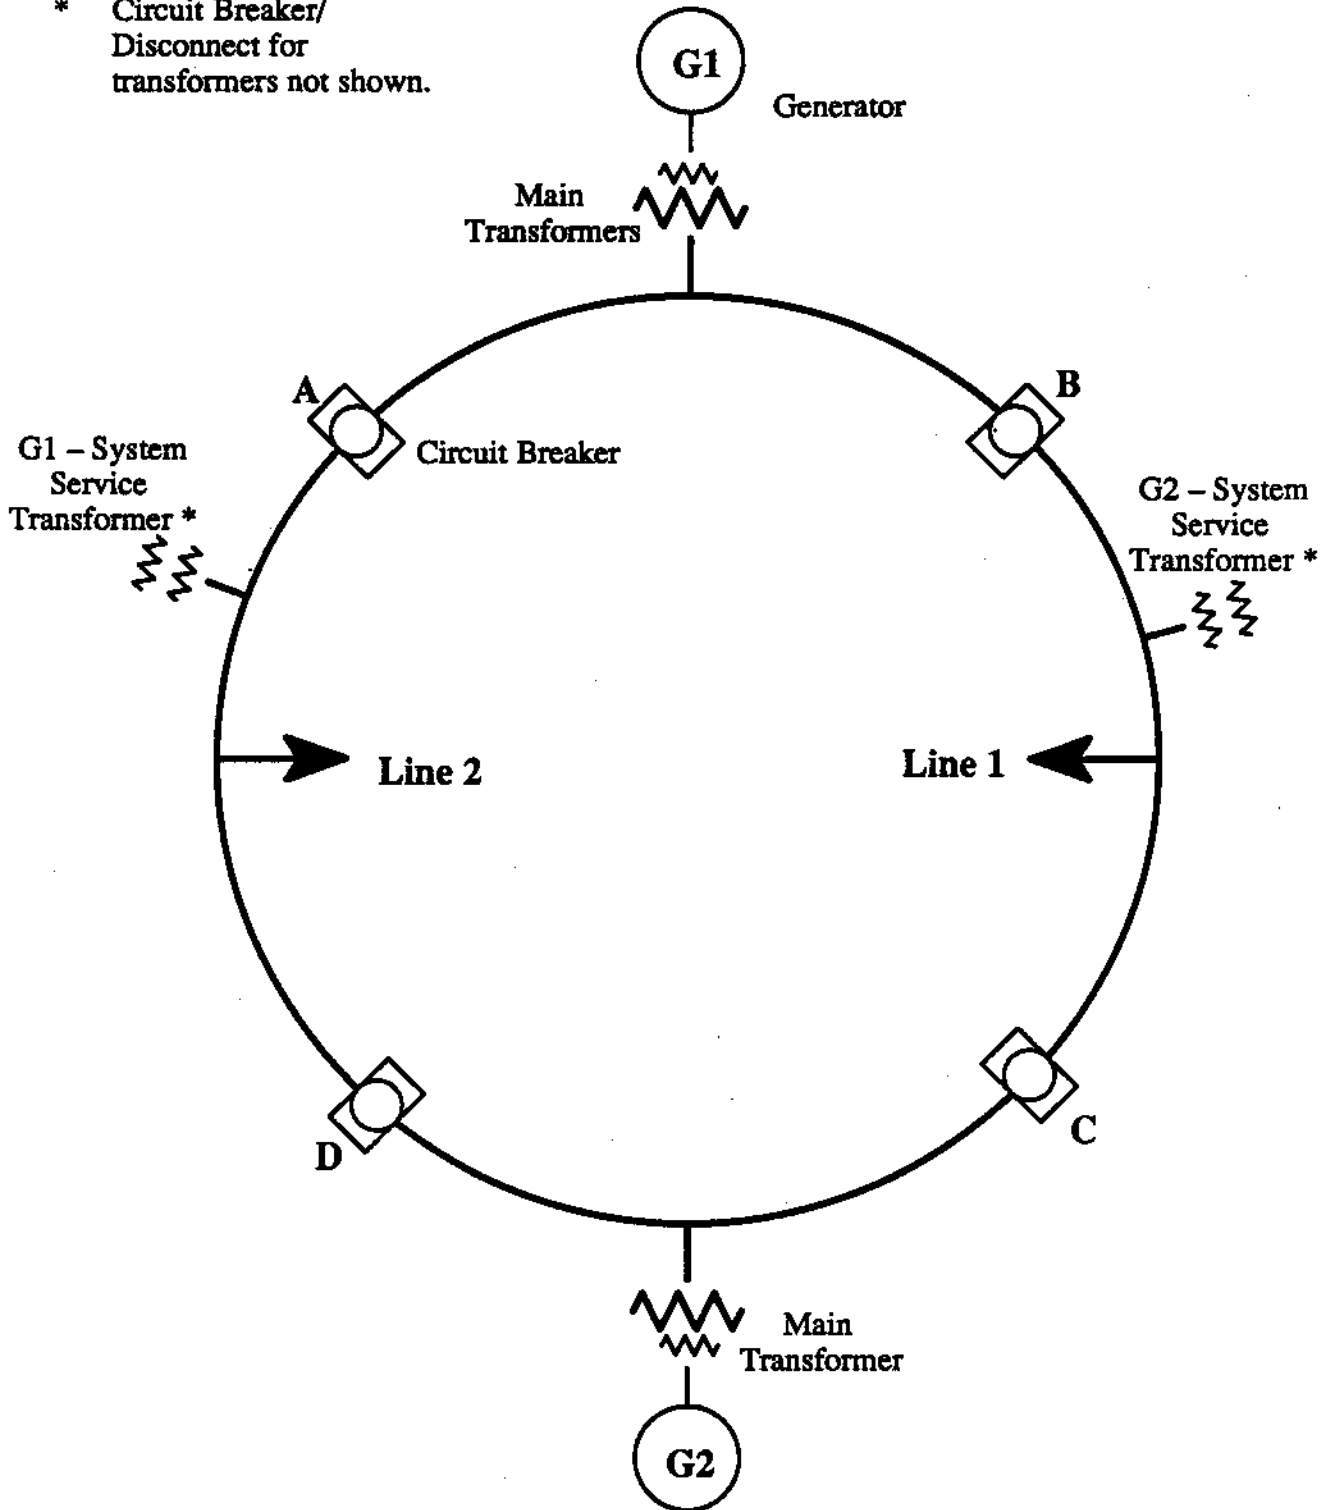 * Circuit Breaker/
Disconnect for
transformers not shown.
G1
Generator
Main
Transformers
A
B
Circuit Breaker
G1 – System
Service
Transformer *
G2 – System
Service
Transformer *
Line 2
Line 1
D
C
Main
Transformer
G2